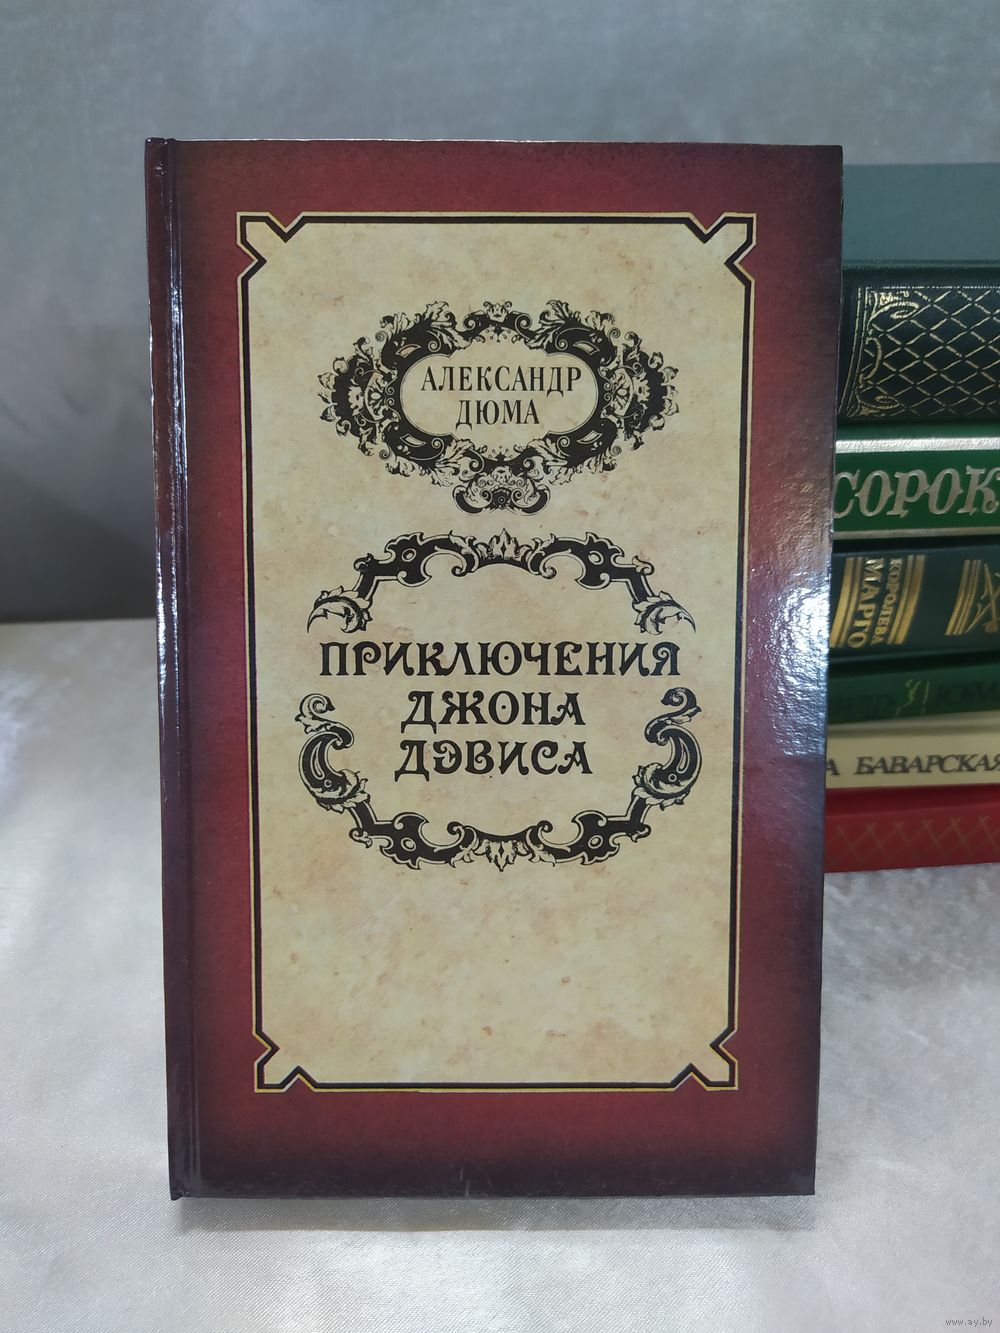 АЛЕКСАНДР
ДЮМА
ПРИКЛЮЧЕНИЯ
ДЖОНА
ДЭВИСА
СОРОК
КОРОЛЕВА
МАРГО
БАВАРСКАЯ
www.ay.by